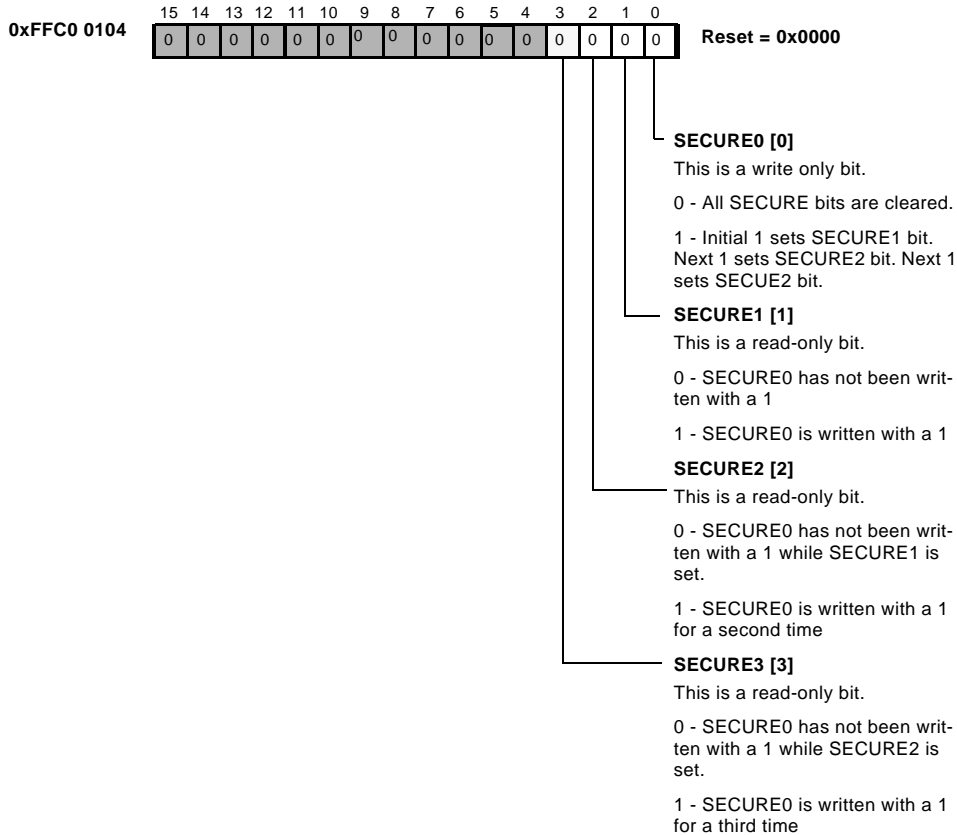 15 14 13 12 11 10 9 8 7 6 5 4 3 2 1 0
0xFFC0 0104
0 0 0 0 0 0 0 0 0 0 0 0 0 0 0 0
Reset = 0x0000
SECURE0 [0]
This is a write only bit.
0 - All SECURE bits are cleared.
1 - Initial 1 sets SECURE1 bit.
Next 1 sets SECURE2 bit. Next 1
sets SECUE2 bit.
SECURE1 [1]
This is a read-only bit.
0 - SECURE0 has not been writ-
ten with a 1
1 - SECURE0 is written with a 1
SECURE2 [2]
This is a read-only bit.
0 - SECURE0 has not been writ-
ten with a 1 while SECURE1 is
set.
1 - SECURE0 is written with a 1
for a second time
SECURE3 [3]
This is a read-only bit.
0 - SECURE0 has not been writ-
ten with a 1 while SECURE2 is
set.
1 - SECURE0 is written with a 1
for a third time